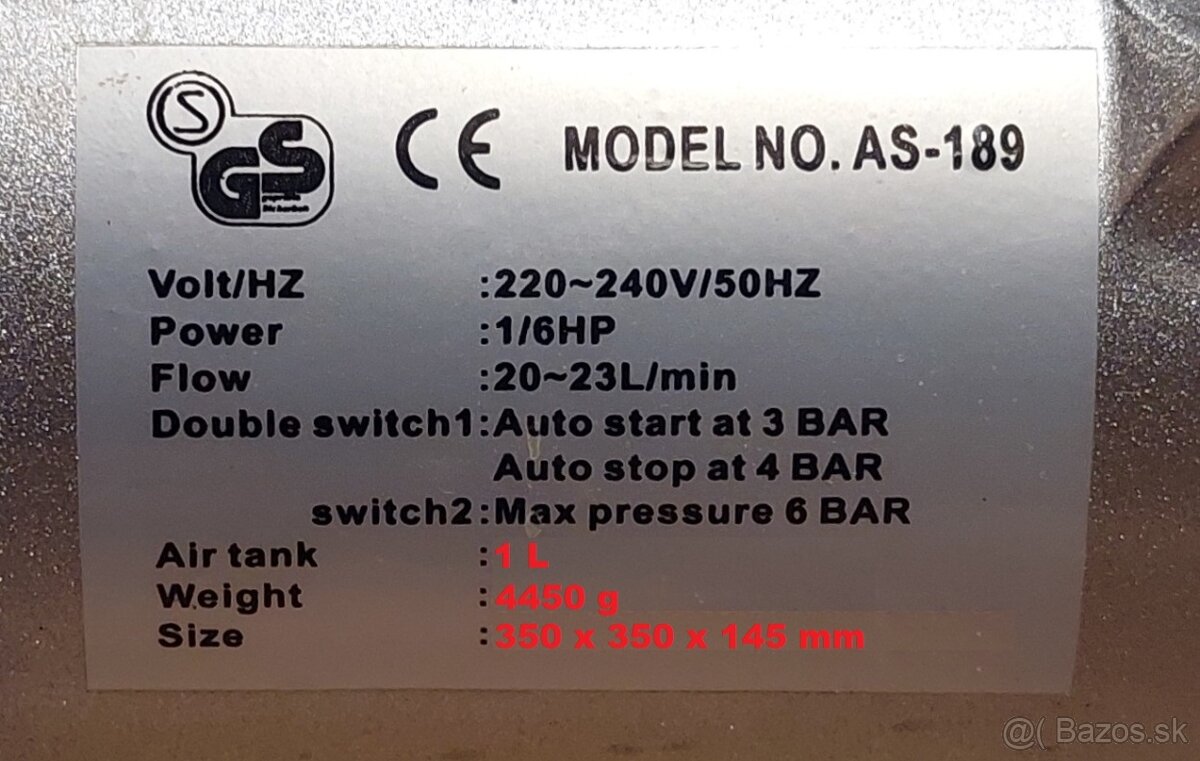 S
GS
CE MODEL NO. AS-189
Volt/HZ :220~240V/50HZ
Power :1/6HP
Flow :20~23L/min
Double switch1:Auto start at 3 BAR
Auto stop at 4 BAR
switch2:Max pressure 6 BAR
Air tank :1 L
Weight :4450 g
Size :350 x 350 x 145 mm
@( Bazos.sk